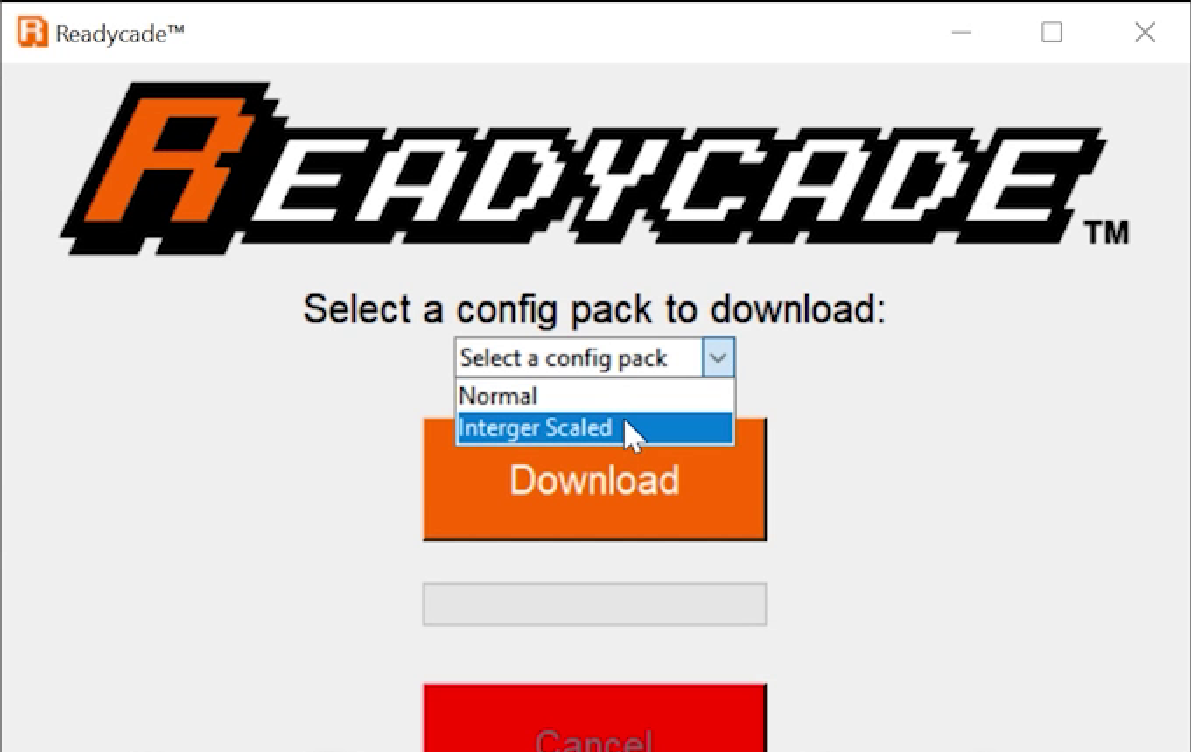 Readycade™
READYCADE™
Select a config pack to download:
Select a config pack
Normal
Interger Scaled
Download
Cancel